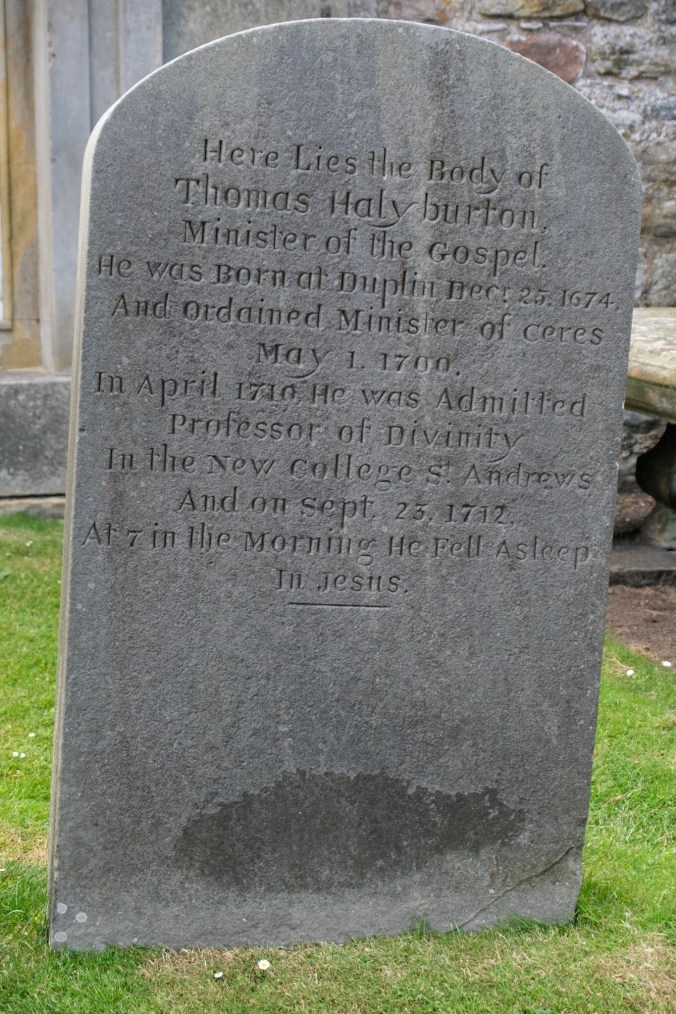 Here Lies the Body of
Thomas Halyburton.
Minister of the Gospel.
He was Born at Duplin Decr. 25. 1674.
And Ordained Minister of Ceres
May 1. 1700.
In April 1710. He was Admitted
Professor of Divinity
In the New College St. Andrews
And on Sept. 23. 1712.
At 7 in the Morning He Fell Asleep
In Jesus.